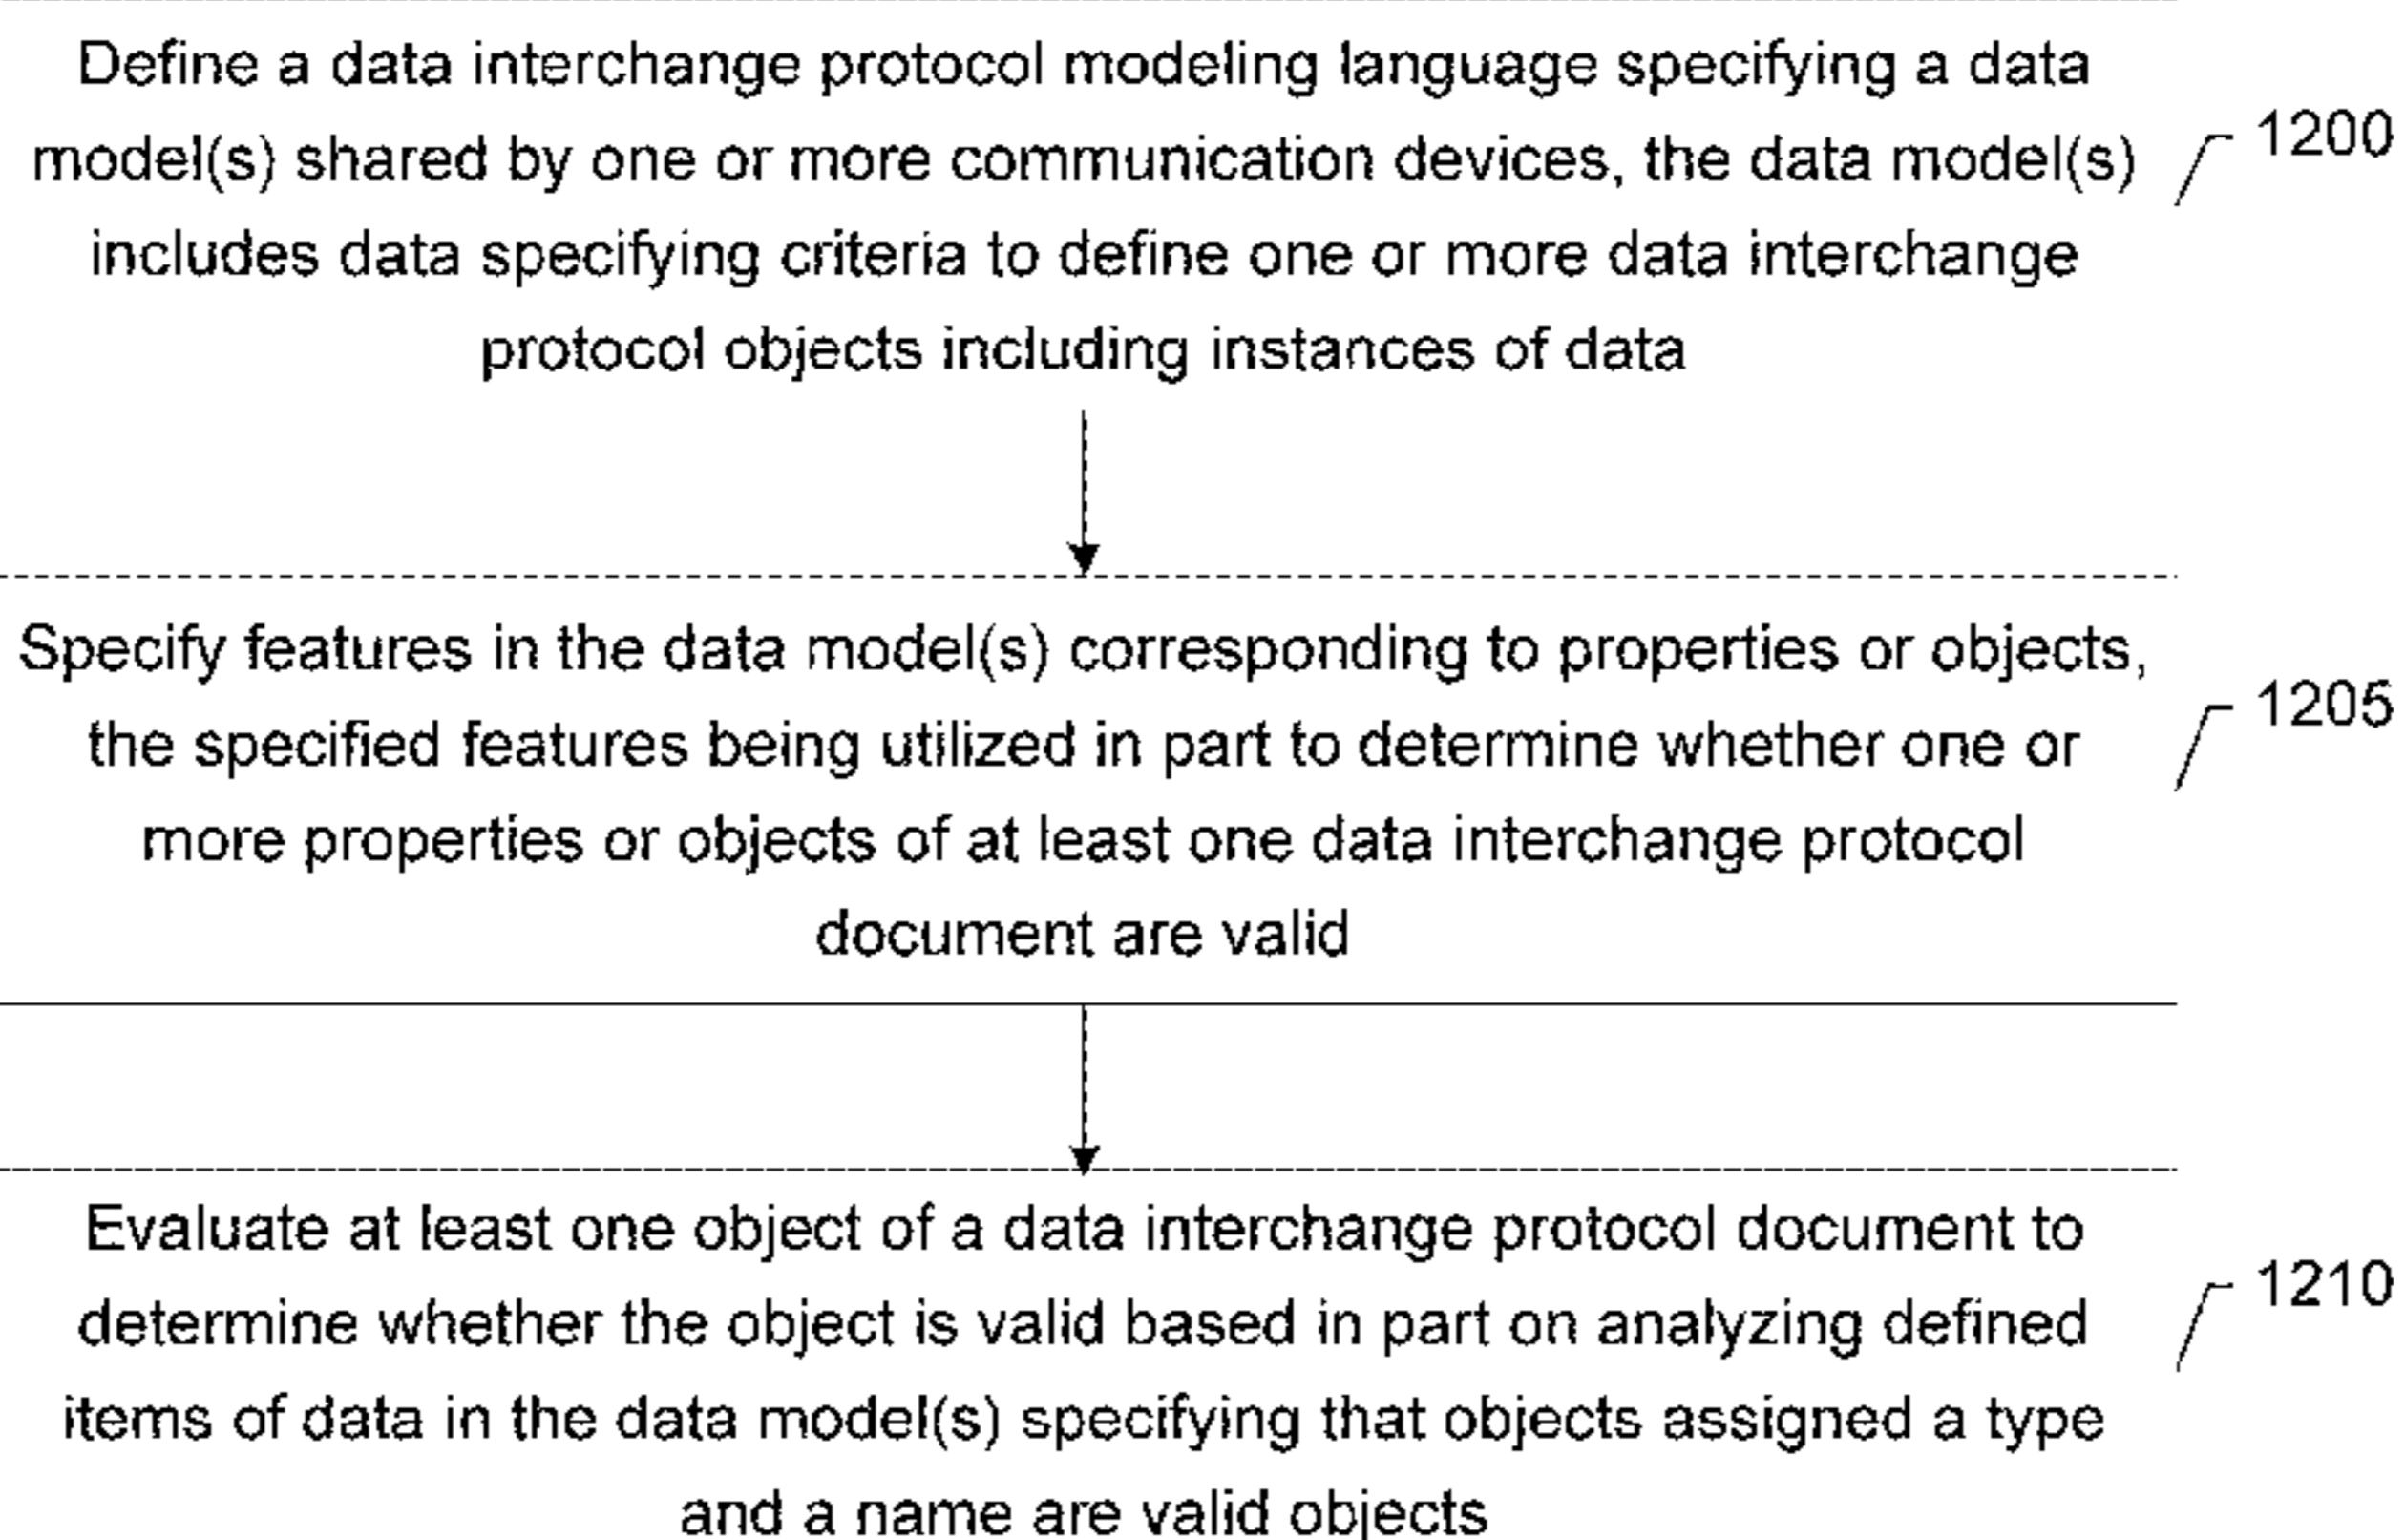 Define a data interchange protocol modeling language specifying a data
model(s) shared by one or more communication devices, the data model(s)
includes data specifying criteria to define one or more data interchange
protocol objects including instances of data
1200
Specify features in the data model(s) corresponding to properties or objects,
the specified features being utilized in part to determine whether one or
more properties or objects of at least one data interchange protocol
document are valid
1205
Evaluate at least one object of a data interchange protocol document to
determine whether the object is valid based in part on analyzing defined
items of data in the data model(s) specifying that objects assigned a type
and a name are valid objects
1210